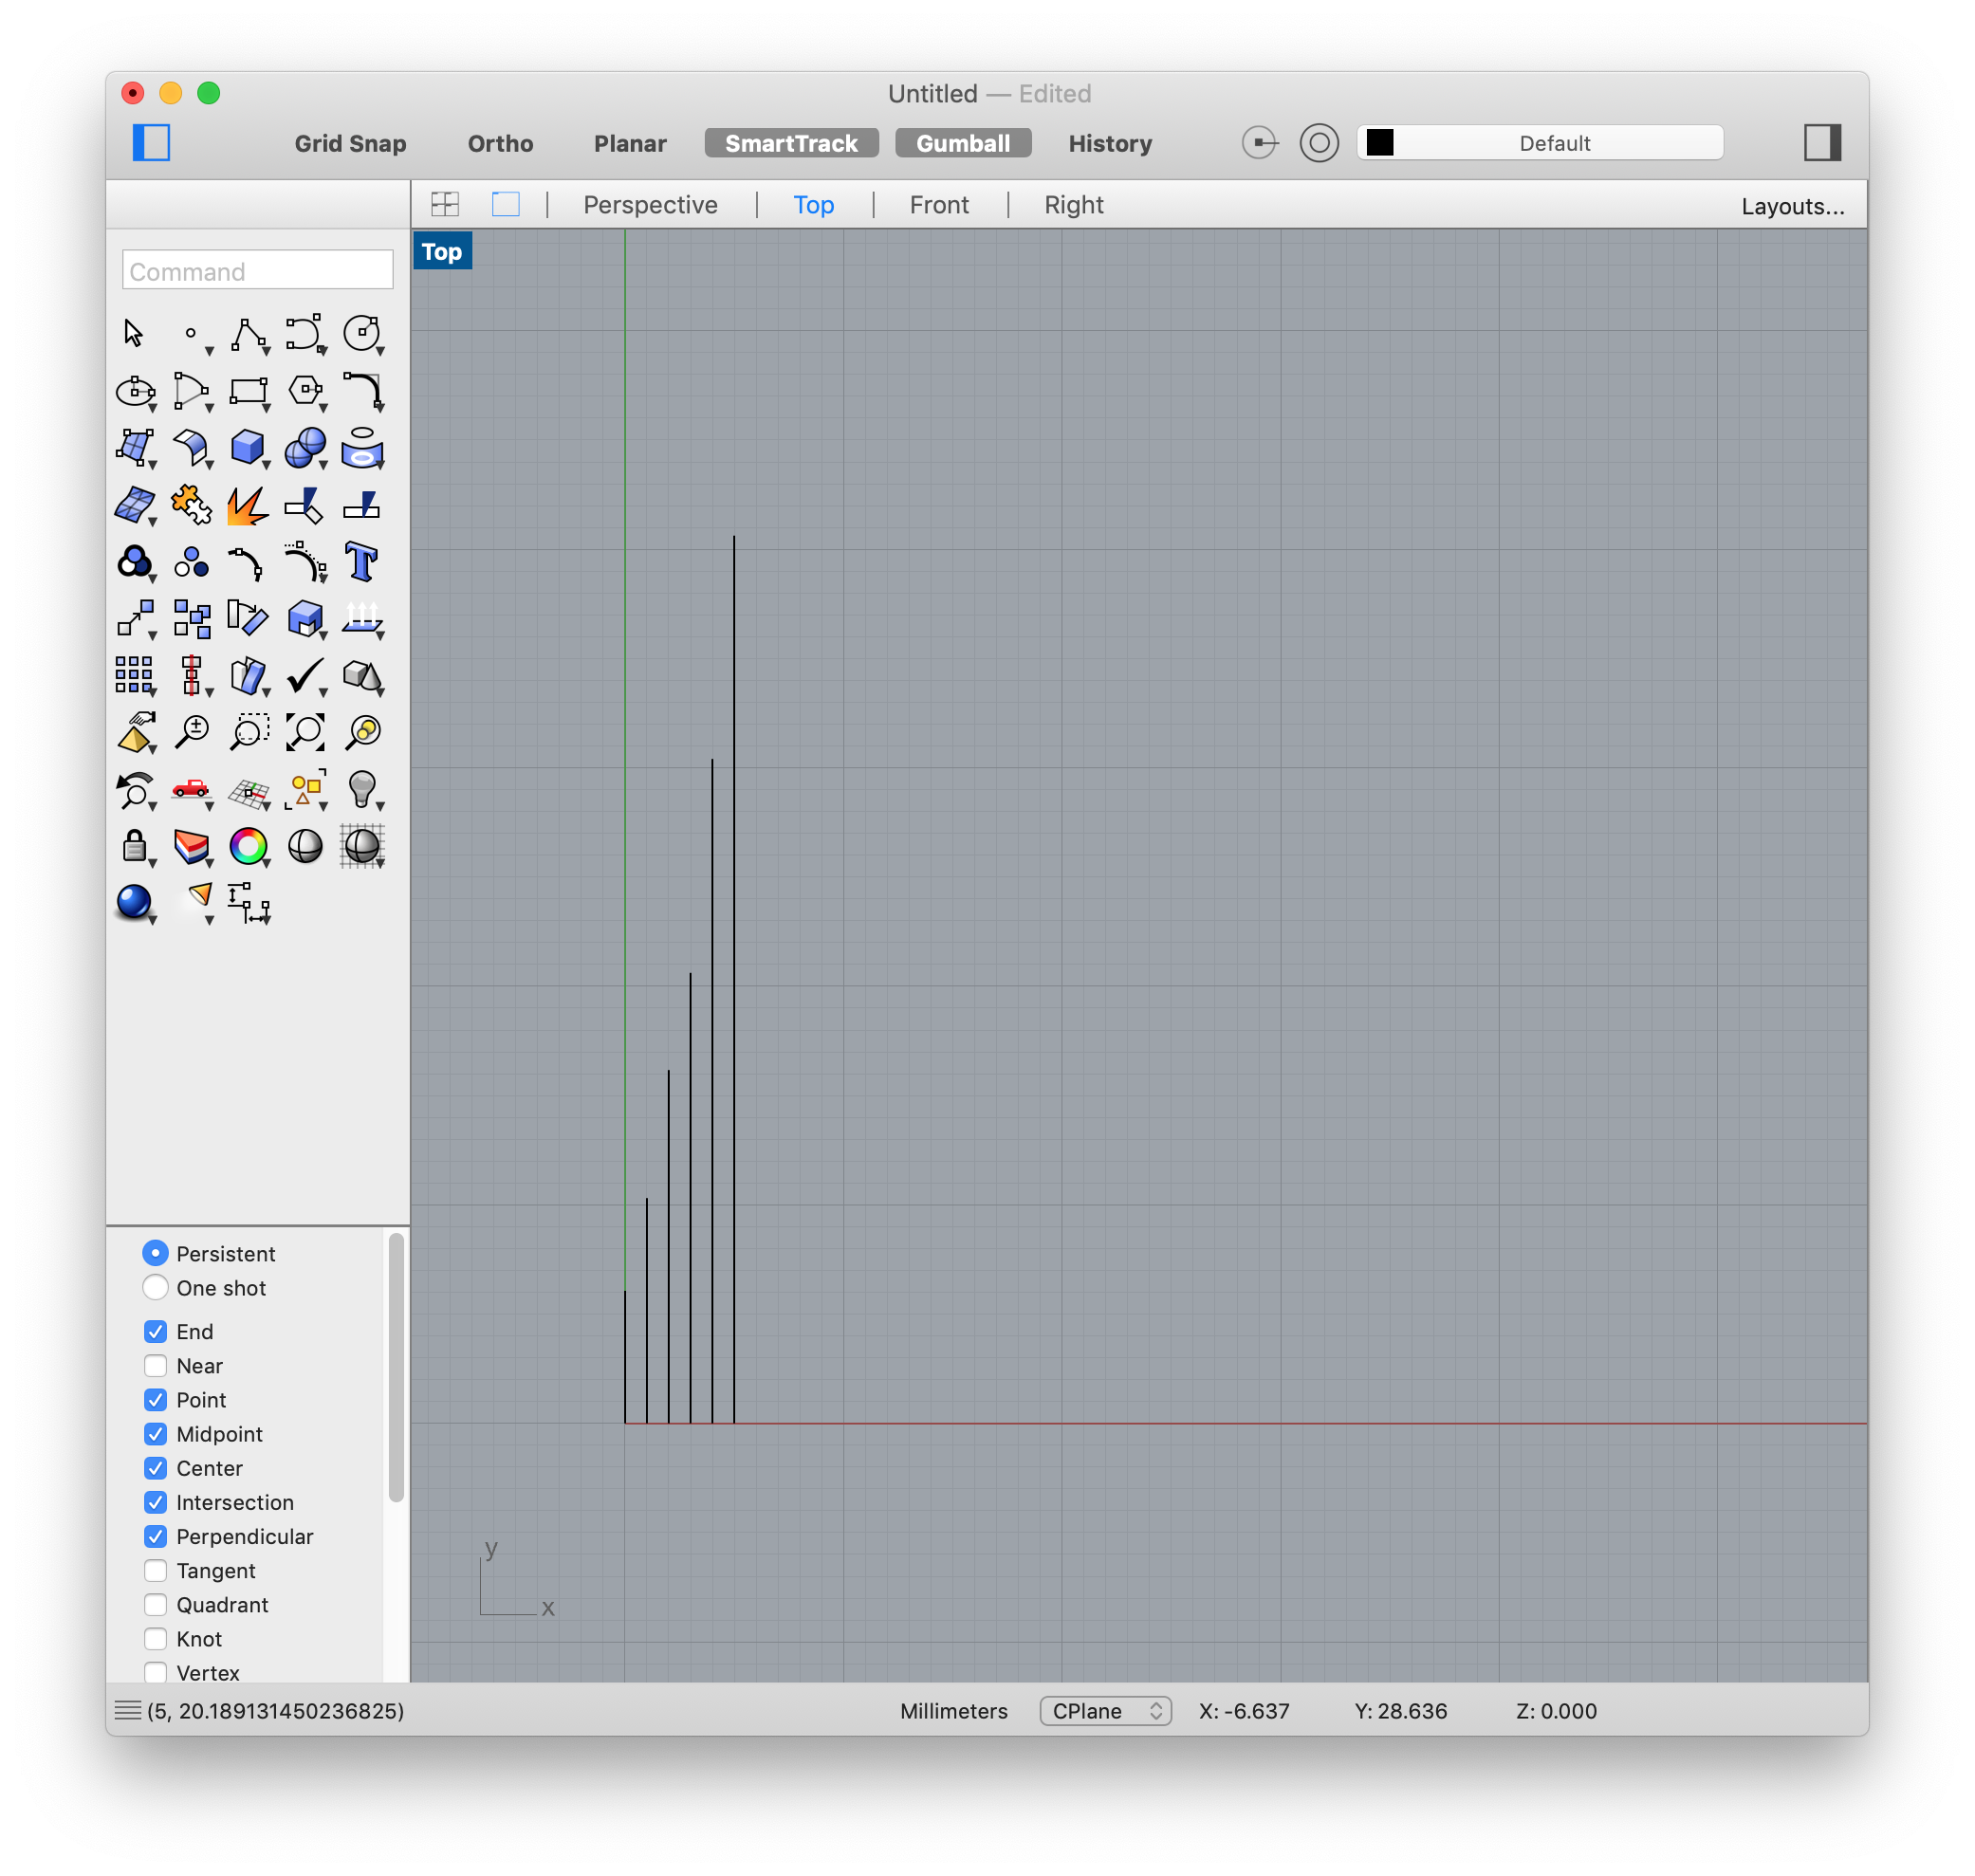 Untitled — Edited
Grid Snap Ortho Planar SmartTrack Gumball History Default
Perspective Top Front Right Layouts...
Top
Command
Persistent
One shot
End
Near
Point
Midpoint
Center
Intersection
Perpendicular
Tangent
Quadrant
Knot
Vertex
y
x
(5, 20.189131450236825) Millimeters CPlane X: -6.637 Y: 28.636 Z: 0.000